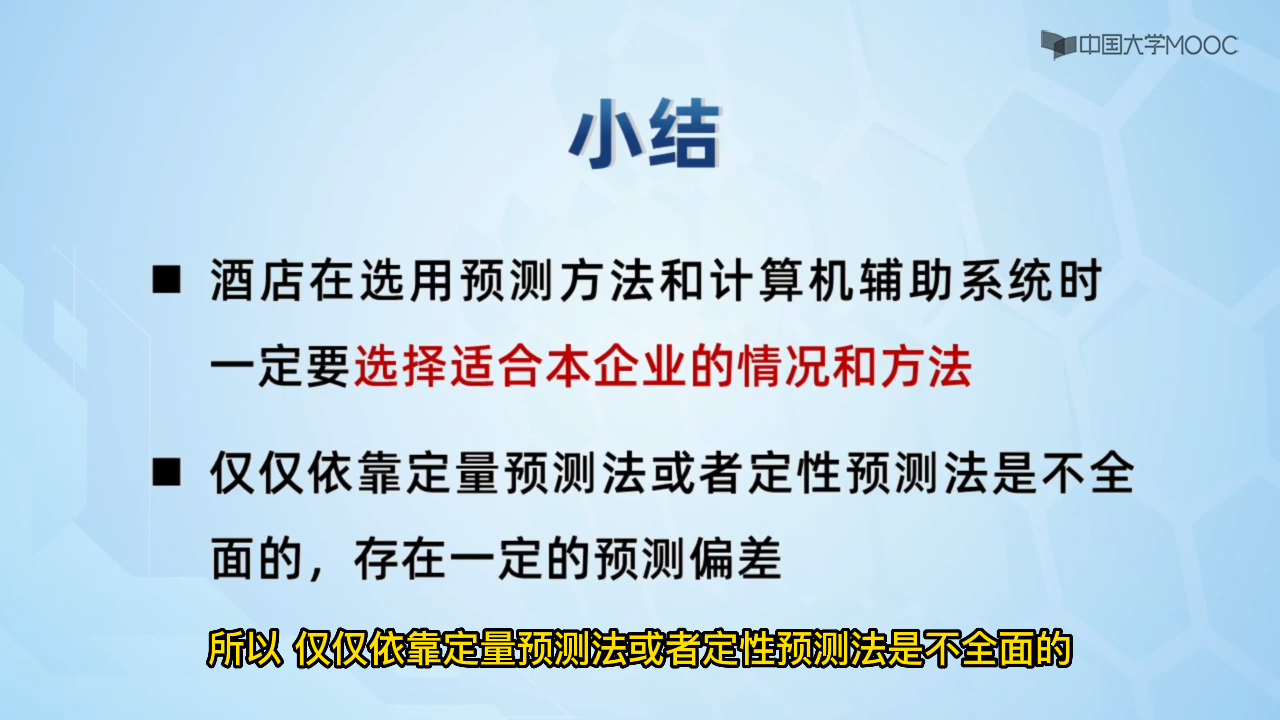 中国大学MOOC
小结
■ 酒店在选用预测方法和计算机辅助系统时
一定要选择适合本企业的情况和方法
■ 仅仅依靠定量预测法或者定性预测法是不全
面的，存在一定的预测偏差
所以 仅仅依靠定量预测法或者定性预测法是不全面的